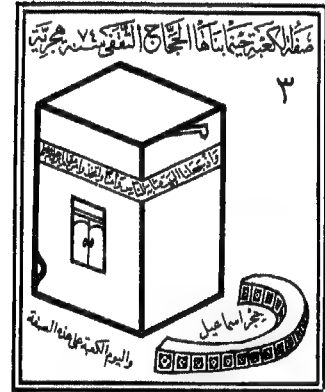 صفة الكعبة حينما بناها الحجاج الثقفي سنة ٧٤ هجرية
٣
حجر اسماعيل
واليوم الكعبة على هذه الصفة